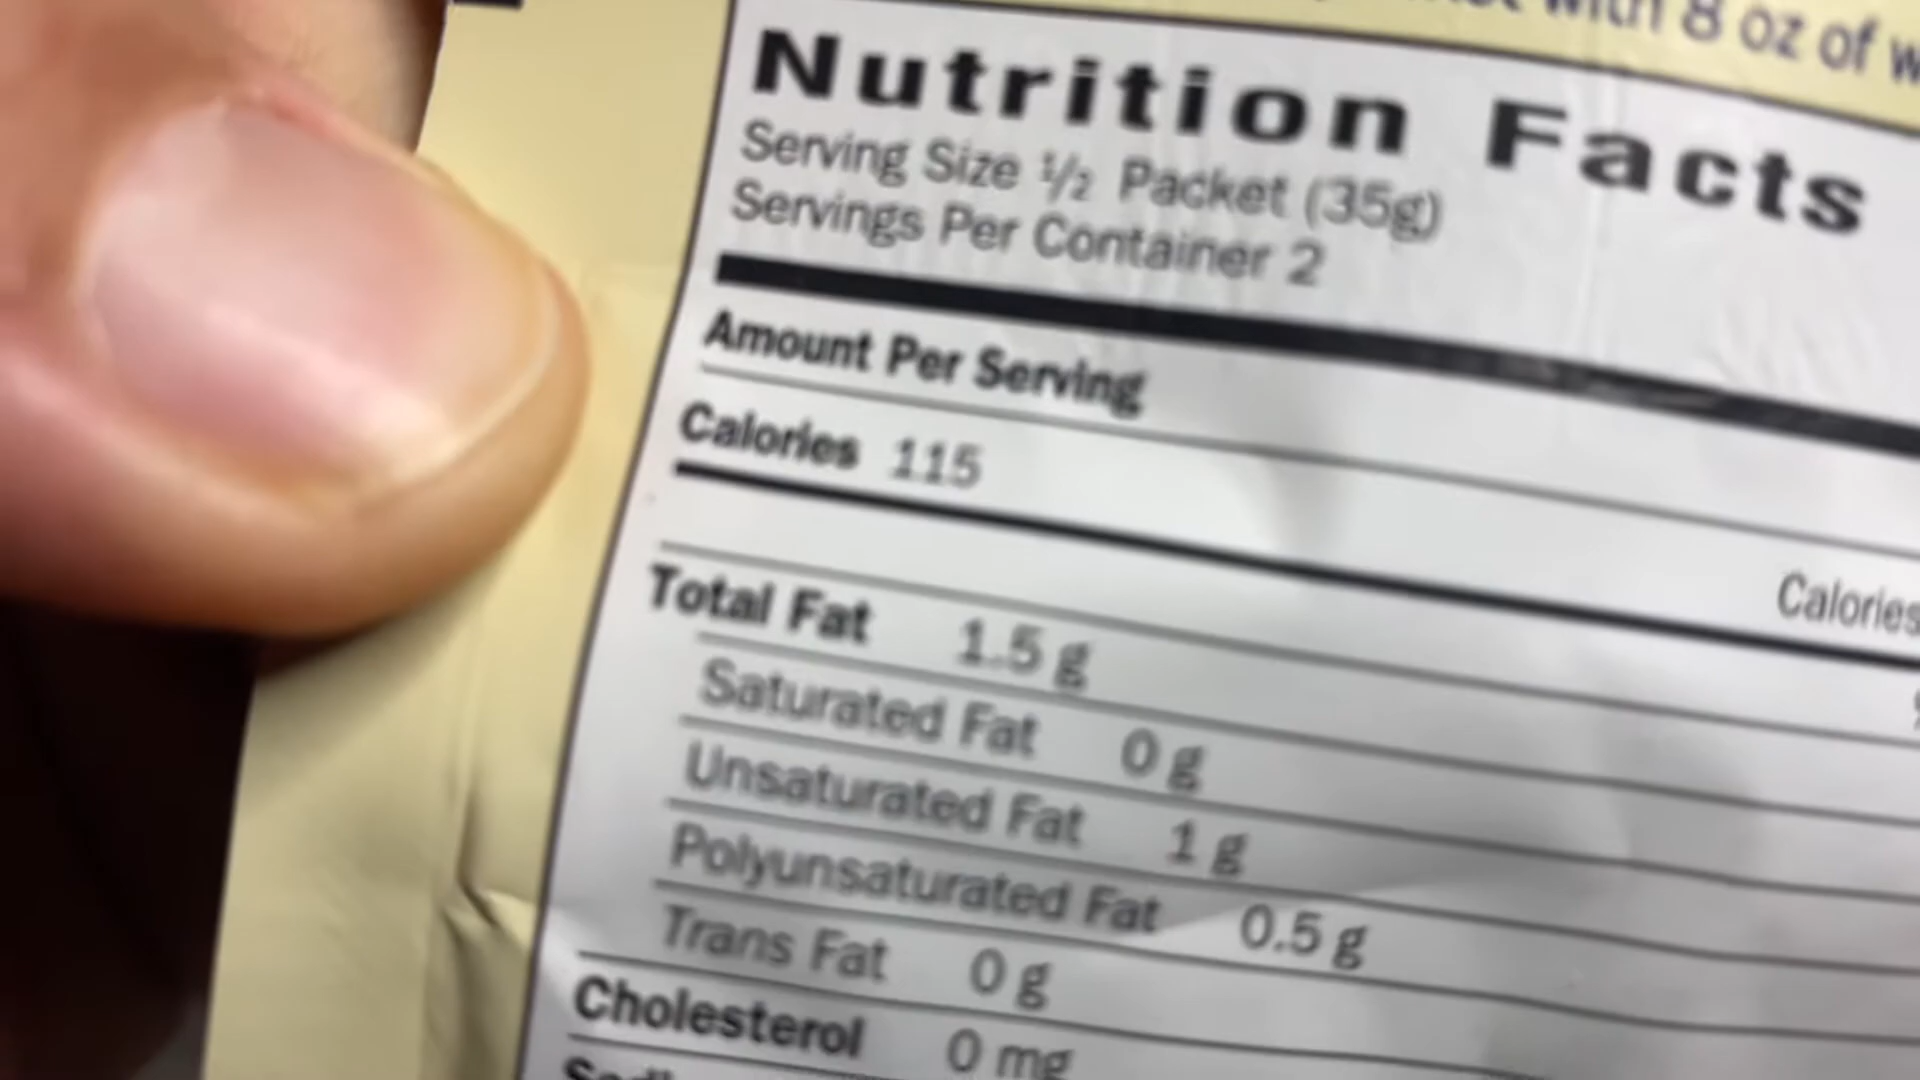 with 8 oz of
Nutrition Facts
Serving Size 1/2 Packet (35g)
Servings Per Container 2
Amount Per Serving
Calories 115
Calories
Total Fat 1.5 g
Saturated Fat 0 g
Unsaturated Fat 1 g
Polyunsaturated Fat 0.5 g
Trans Fat 0 g
Cholesterol 0 mg